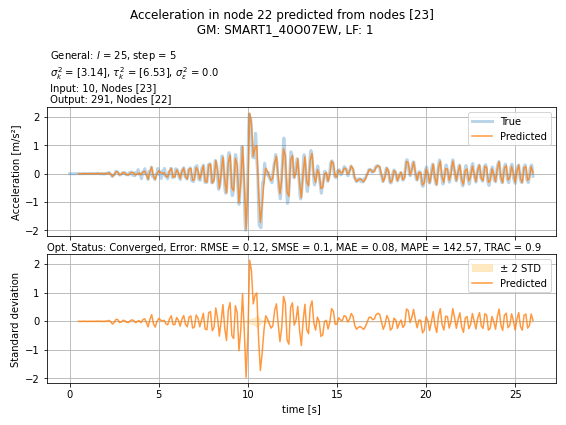 Acceleration in node 22 predicted from nodes [23]
GM: SMART1_40O07EW, LF: 1
General: l = 25, step = 5
σ²ₖ = [3.14], τ²ₖ = [6.53], σ²ₑ = 0.0
Input: 10, Nodes [23]
Output: 291, Nodes [22]
Acceleration [m/s²]
2
1
0
−1
−2
True
Predicted
Opt. Status: Converged, Error: RMSE = 0.12, SMSE = 0.1, MAE = 0.08, MAPE = 142.57, TRAC = 0.9
Standard deviation
2
1
0
−1
−2
± 2 STD
Predicted
0 5 10 15 20 25
time [s]